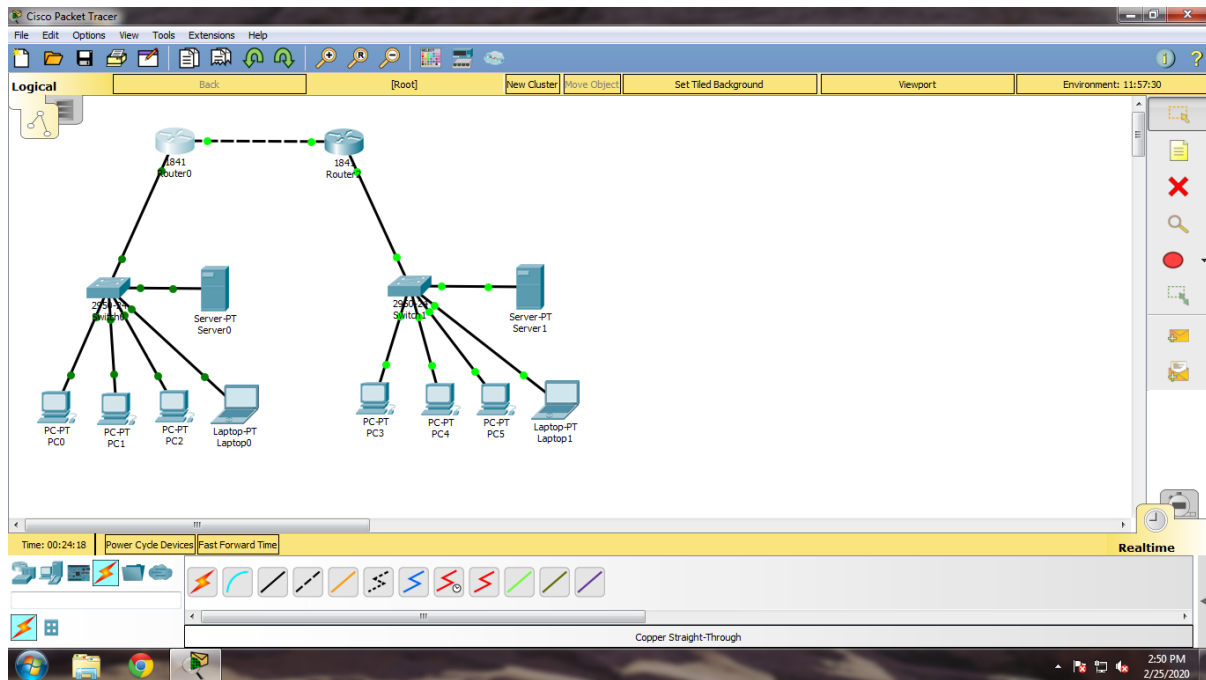 Cisco Packet Tracer
File Edit Options View Tools Extensions Help
Logical Back [Root] New Cluster Move Object Set Tiled Background Viewport Environment: 11:57:30
1841
Router0
1841
Server-PT
Server0
Server-PT
Server1
Switch1
PC-PT
PC0
PC-PT
PC1
PC-PT
PC2
Laptop-PT
Laptop0
PC-PT
PC3
PC-PT
PC4
PC-PT
PC5
Laptop-PT
Laptop1
Time: 00:24:18 Power Cycle Devices Fast Forward Time
Realtime
Copper Straight-Through
2:50 PM
2/25/2020